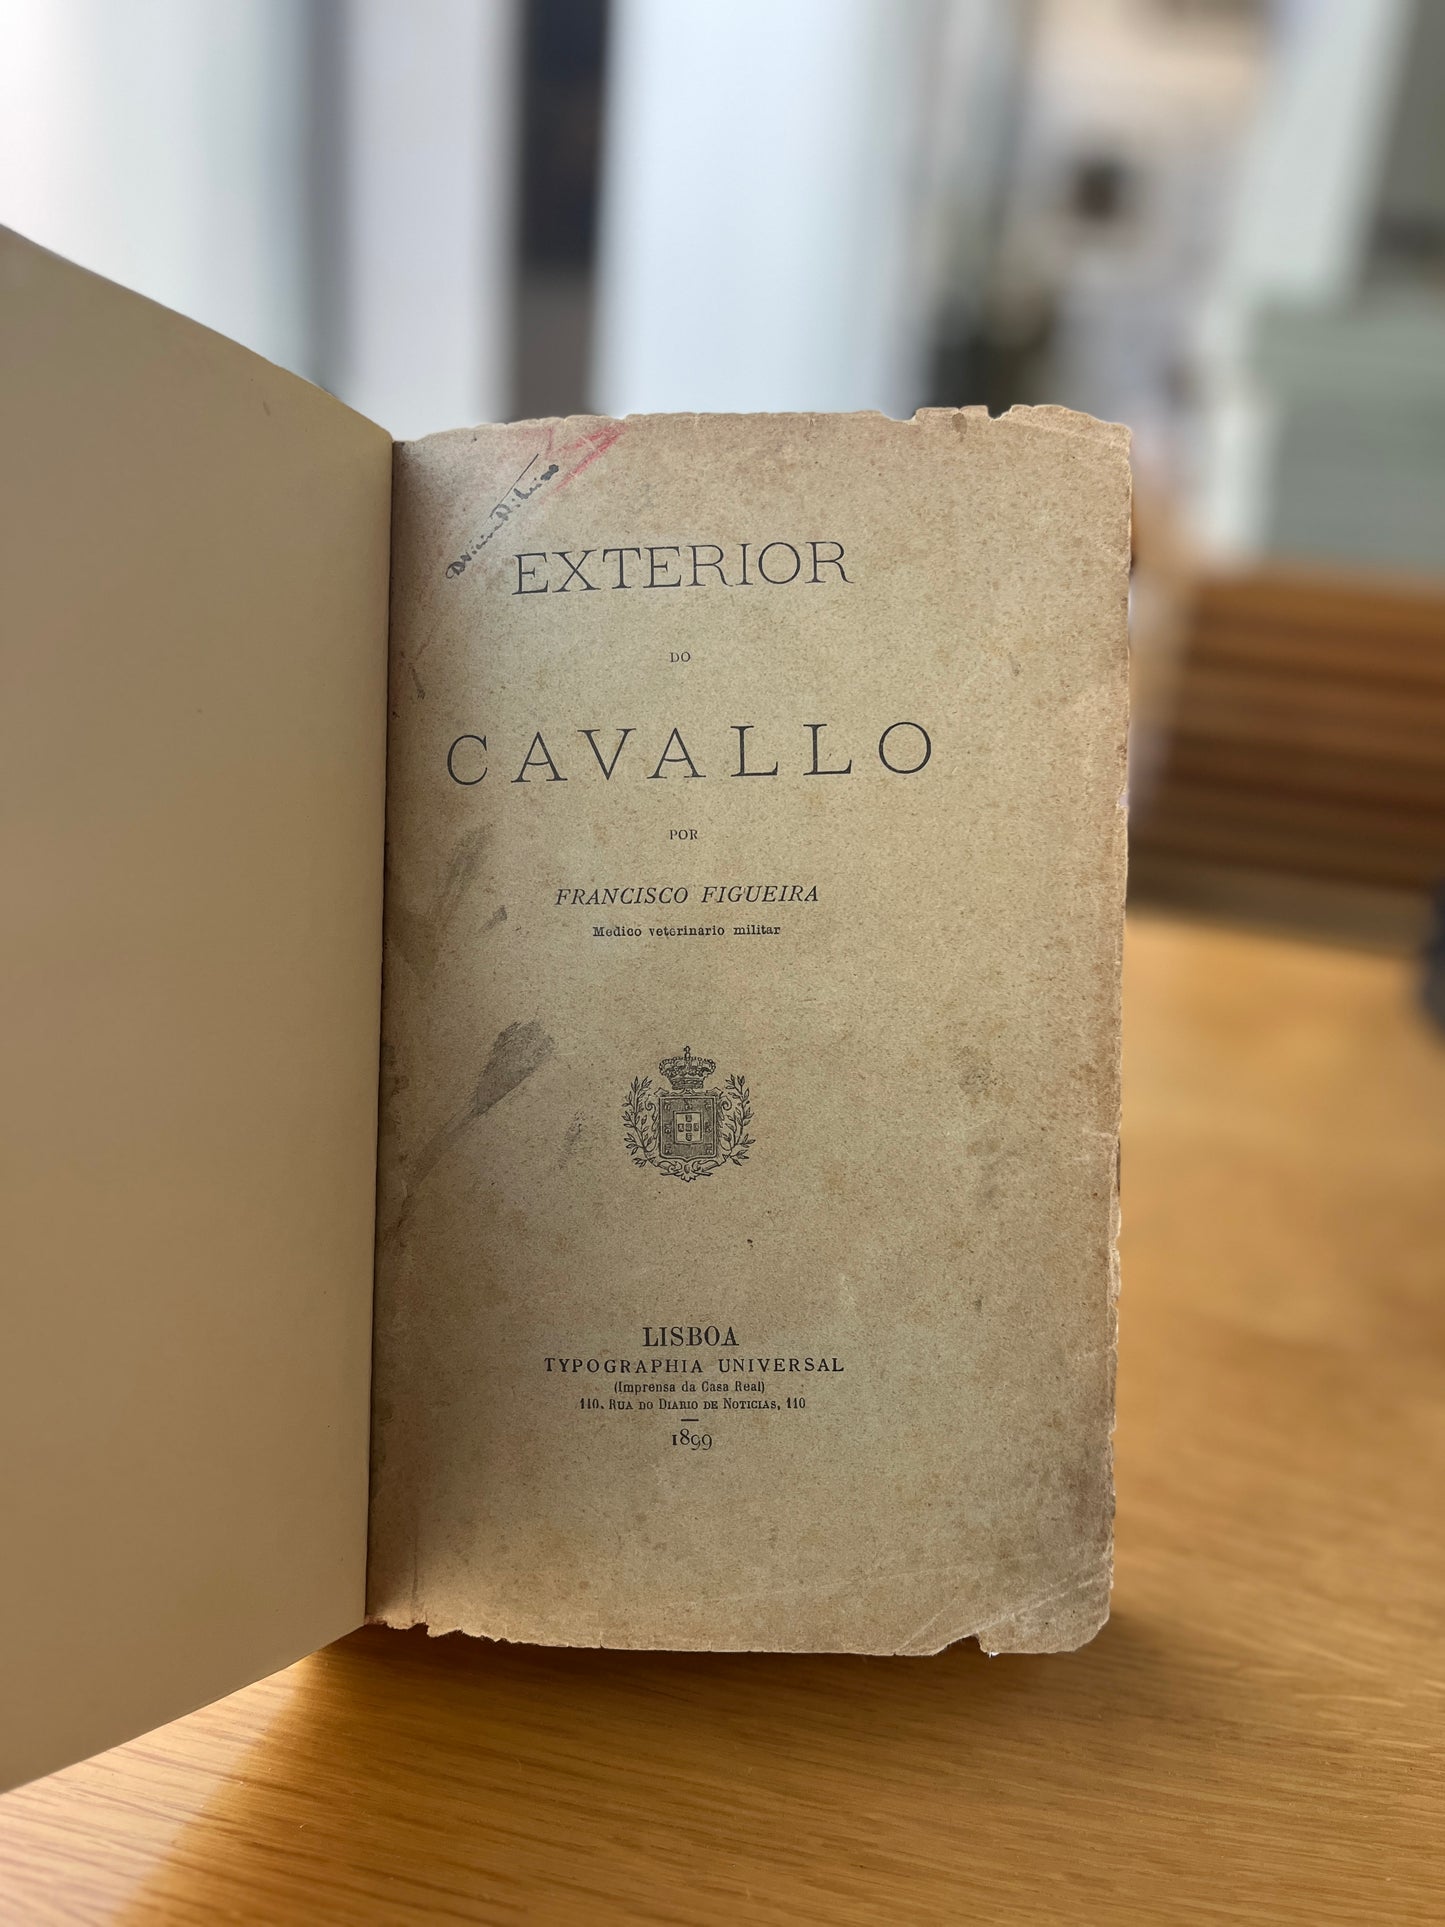 EXTERIOR
DO
CAVALLO
POR
FRANCISCO FIGUEIRA
Medico veterinario militar
LISBOA
TYPOGRAPHIA UNIVERSAL
(Imprensa da Casa Real)
110, RUA DO DIARIO DE NOTICIAS, 110
1899